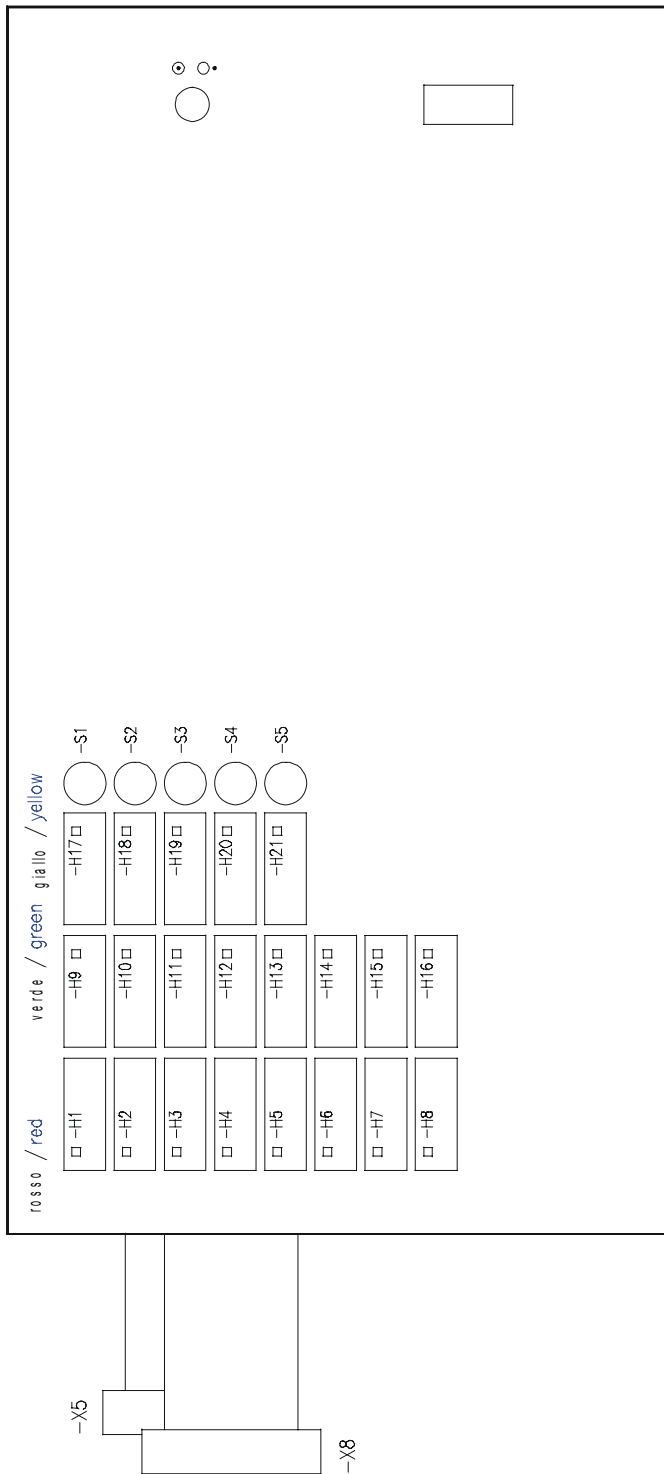 rosso / red verde / green giallo / yellow
-H1 -H9 -H17 -S1
-H2 -H10 -H18 -S2
-H3 -H11 -H19 -S3
-H4 -H12 -H20 -S4
-H5 -H13 -H21 -S5
-H6 -H14
-H7 -H15
-H8 -H16
-X5
-X8